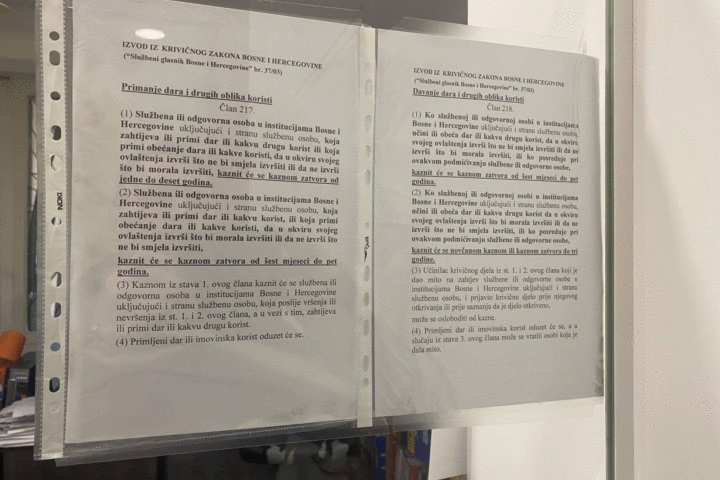 IZVOD IZ KRIVIČNOG ZAKONA BOSNE I HERCEGOVINE
("Službeni glasnik Bosne i Hercegovine" br. 37/03)
Primanje dara i drugih oblika koristi
Član 217.
(1) Službena ili odgovorna osoba u institucijama Bosne i
Hercegovine uključujući i stranu službenu osobu, koja
zahtijeva ili primi dar ili kakvu drugu korist ili koja
primi obećanje dara ili kakve koristi, da u okviru svojeg
ovlaštenja izvrši što ne bi smjela izvršiti ili da ne izvrši
što bi morala izvršiti, kaznit će se kaznom zatvora od
jedne do deset godina.
(2) Službena ili odgovorna osoba u institucijama Bosne i
Hercegovine uključujući i stranu službenu osobu, koja
zahtijeva ili primi dar ili kakvu korist, ili koja primi
obećanje dara ili kakve koristi, da u okviru svojeg
ovlaštenja izvrši što bi morala izvršiti ili da ne izvrši što
ne bi smjela izvršiti,
kaznit će se kaznom zatvora od šest mjeseci do pet
godina.
(3) Kaznom iz stava 1. ovog člana kaznit će se službena ili
odgovorna osoba u institucijama Bosne i Hercegovine
uključujući i stranu službenu osobu, koja poslije vršenja ili
nevršenja iz st. 1. i 2. ovog člana, a u vezi s tim, zahtijeva
ili primi dar ili kakvu drugu korist.
(4) Primljeni dar ili imovinska korist oduzet će se.
IZVOD IZ KRIVIČNOG ZAKONA BOSNE I HERCEGOVINE
(„Službeni glasnik Bosne i Hercegovine" br. 37/03)
Davanje dara i drugih oblika koristi
Član 218.
(1) Ko službenoj ili odgovornoj osobi u institucijama
Bosne i Hercegovine uključujući i stranu službenu osobu,
učini ili obeća dar ili kakvu drugu korist, da u okviru
svojeg ovlaštenja izvrši što ne bi smjela izvršiti ili da ne
izvrši što bi morala izvršiti, ili ko posreduje pri
ovakvom podmićivanju službene ili odgovorne osobe,
kaznit će se kaznom zatvora od šest mjeseci do pet
godina.
(2) Ko službenoj ili odgovornoj osobi u institucijama
Bosne i Hercegovine uključujući i stranu službenu osobu,
učini ili obeća dar ili kakvu drugu korist, da u okviru
svojeg ovlaštenja izvrši što bi morala izvršiti ili da ne
izvrši što ne bi smjela izvršiti, ili ko posreduje pri
ovakvom podmićivanju službene ili odgovorne osobe,
kaznit će se novčanom kaznom ili kaznom zatvora do tri
godine.
(3) Učinilac krivičnog djela iz st. 1. i 2. ovog člana koji je
dao mito na zahtjev službene ili odgovorne osobe u
institucijama Bosne i Hercegovine uključujući i stranu
službenu osobu, i prijavio krivično djelo prije njegovog
otkrivanja ili prije saznanja da je djelo otkriveno,
može se osloboditi od kazne.
(4) Primljeni dar ili imovinska korist oduzet će se, a u
slučaju iz stava 3. ovog člana može se vratiti osobi koja je
dala mito.